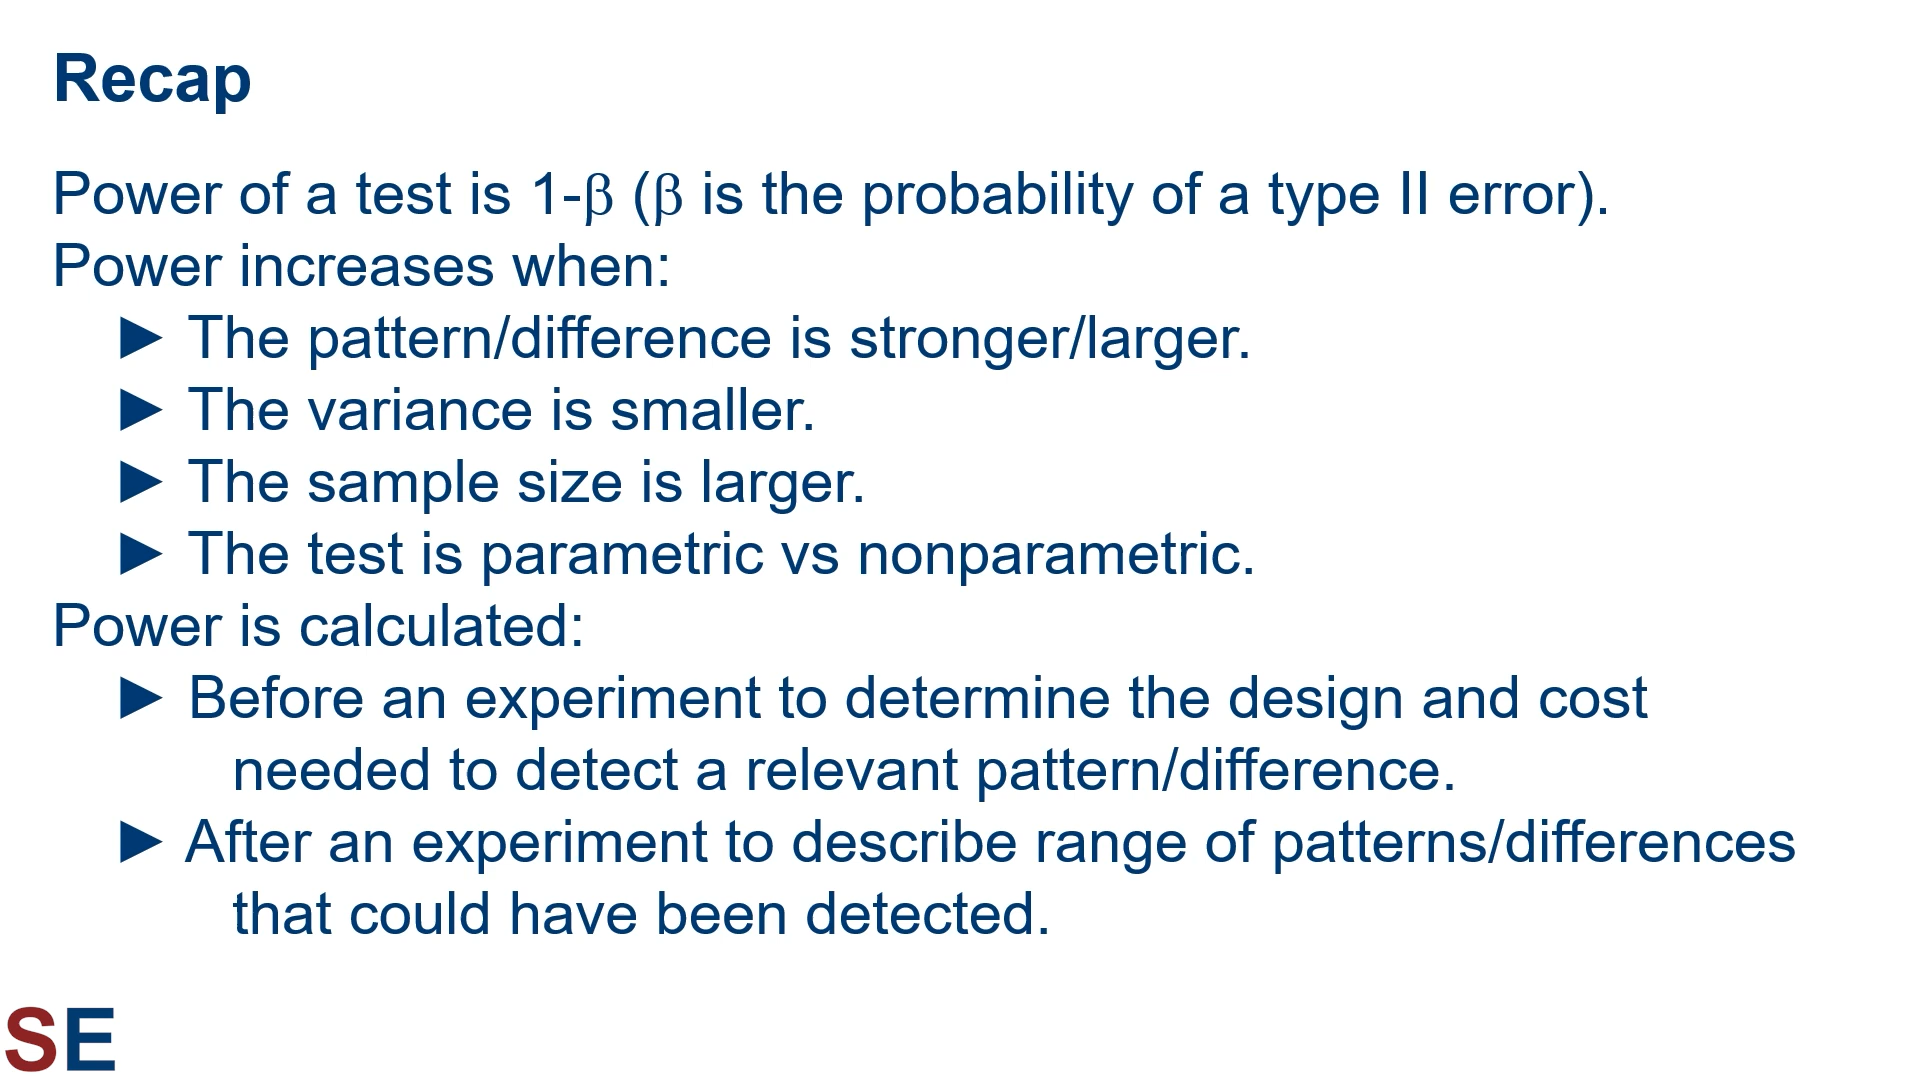 Recap
Power of a test is 1-β (β is the probability of a type II error).
Power increases when:
► The pattern/difference is stronger/larger.
► The variance is smaller.
► The sample size is larger.
► The test is parametric vs nonparametric.
Power is calculated:
► Before an experiment to determine the design and cost
needed to detect a relevant pattern/difference.
► After an experiment to describe range of patterns/differences
that could have been detected.
SE